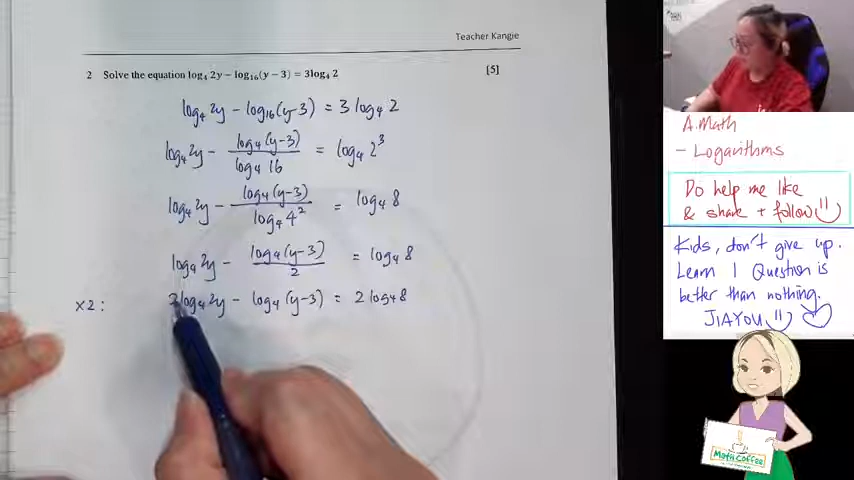 Teacher Kangie
2 Solve the equation log₄ 2y − log₁₆(y − 3) = 3log₄ 2 [5]
log₄ 2y − log₁₆ (y-3) = 3 log₄ 2
log₄ 2y − log₄ (y-3) / log₄ 16 = log₄ 2³
log₄ 2y − log₄ (y-3) / log₄ 4² = log₄ 8
log₄ 2y − log₄ (y-3) / 2 = log₄ 8
×2: 2log₄ 2y − log₄ (y-3) = 2 log₄ 8
A.Math
- Logarithms
Do help me like
& share + follow
Kids, don't give up.
Learn 1 Question is
better than nothing.
JIAYOU
Math Coffee